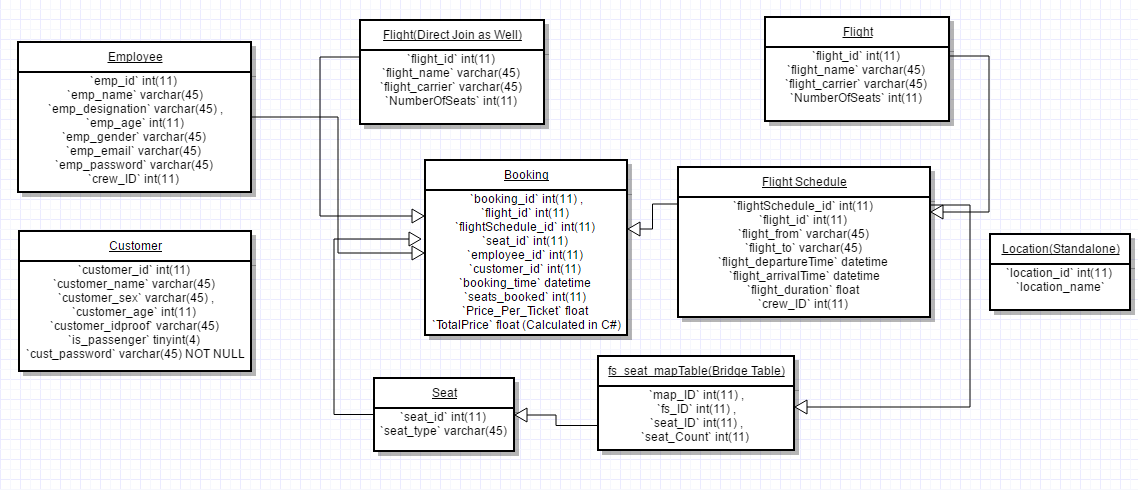 Employee
`emp_id` int(11)
`emp_name` varchar(45)
`emp_designation` varchar(45) ,
`emp_age` int(11)
`emp_gender` varchar(45)
`emp_email` varchar(45)
`emp_password` varchar(45)
`crew_ID` int(11)
Flight(Direct Join as Well)
`flight_id` int(11)
`flight_name` varchar(45)
`flight_carrier` varchar(45)
`NumberOfSeats` int(11)
Flight
`flight_id` int(11)
`flight_name` varchar(45)
`flight_carrier` varchar(45)
`NumberOfSeats` int(11)
Booking
`booking_id` int(11) ,
`flight_id` int(11)
`flightSchedule_id` int(11)
`seat_id` int(11)
`employee_id` int(11)
`customer_id` int(11)
`booking_time` datetime
`seats_booked` int(11)
`Price_Per_Ticket` float
`TotalPrice` float (Calculated in C#)
Flight Schedule
`flightSchedule_id` int(11)
`flight_id` int(11)
`flight_from` varchar(45)
`flight_to` varchar(45)
`flight_departureTime` datetime
`flight_arrivalTime` datetime
`flight_duration` float
`crew_ID` int(11)
Location(Standalone)
`location_id` int(11)
`location_name`
Customer
`customer_id` int(11)
`customer_name` varchar(45)
`customer_sex` varchar(45) ,
`customer_age` int(11)
`customer_idproof` varchar(45)
`is_passenger` tinyint(4)
`cust_password` varchar(45) NOT NULL
Seat
`seat_id` int(11)
`seat_type` varchar(45)
fs_seat_mapTable(Bridge Table)
`map_ID` int(11) ,
`fs_ID` int(11) ,
`seat_ID` int(11) ,
`seat_Count` int(11)